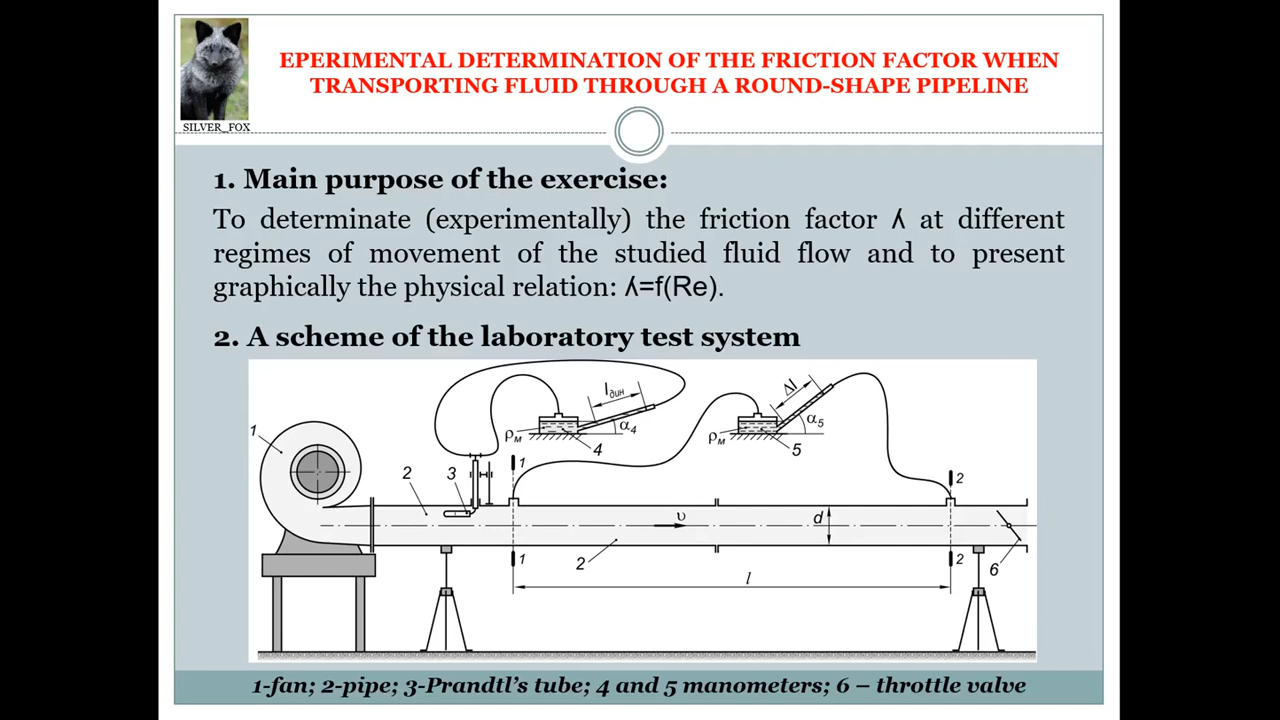 EPERIMENTAL DETERMINATION OF THE FRICTION FACTOR WHEN
TRANSPORTING FLUID THROUGH A ROUND-SHAPE PIPELINE
SILVER_FOX
1. Main purpose of the exercise:
To determinate (experimentally) the friction factor ʎ at different
regimes of movement of the studied fluid flow and to present
graphically the physical relation: ʎ=f(Re).
2. A scheme of the laboratory test system
lдин
Δl
ρм
α4
4
ρм
α5
5
1
2
3
1
2
υ
d
2
1
2
6
l
1-fan; 2-pipe; 3-Prandtl's tube; 4 and 5 manometers; 6 – throttle valve